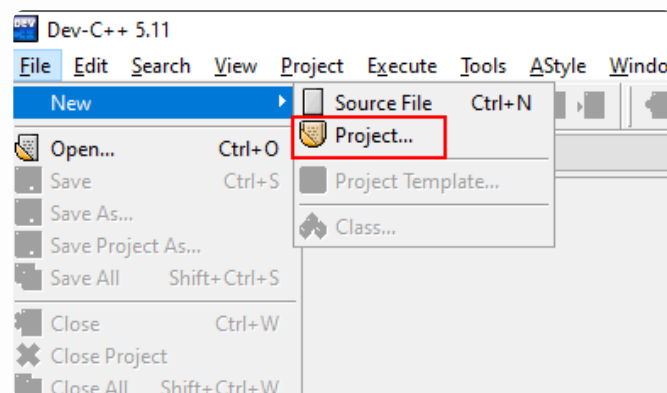 Dev-C++ 5.11
File Edit Search View Project Execute Tools AStyle Windo
New Source File Ctrl+N
Project...
Open... Ctrl+O
Save Ctrl+S Project Template...
Save As...
Save Project As... Class...
Save All Shift+Ctrl+S
Close Ctrl+W
Close Project
Close All Shift+Ctrl+W